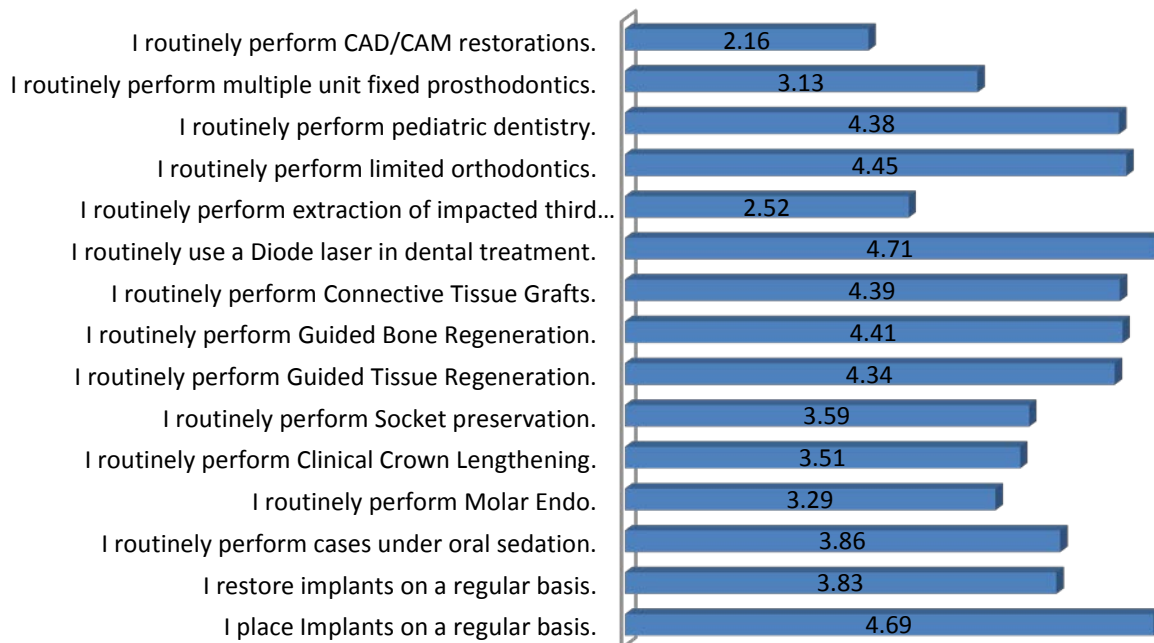 I routinely perform CAD/CAM restorations. 2.16
I routinely perform multiple unit fixed prosthodontics. 3.13
I routinely perform pediatric dentistry. 4.38
I routinely perform limited orthodontics. 4.45
I routinely perform extraction of impacted third... 2.52
I routinely use a Diode laser in dental treatment. 4.71
I routinely perform Connective Tissue Grafts. 4.39
I routinely perform Guided Bone Regeneration. 4.41
I routinely perform Guided Tissue Regeneration. 4.34
I routinely perform Socket preservation. 3.59
I routinely perform Clinical Crown Lengthening. 3.51
I routinely perform Molar Endo. 3.29
I routinely perform cases under oral sedation. 3.86
I restore implants on a regular basis. 3.83
I place Implants on a regular basis. 4.69